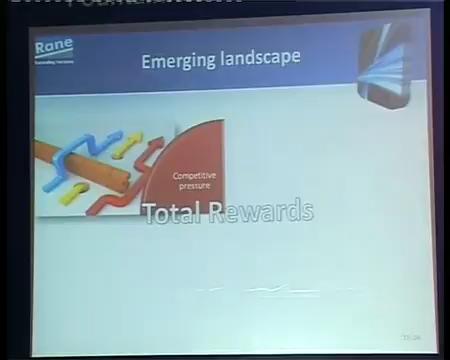 Rane
Emerging landscape
Competitive
pressure
Total Rewards